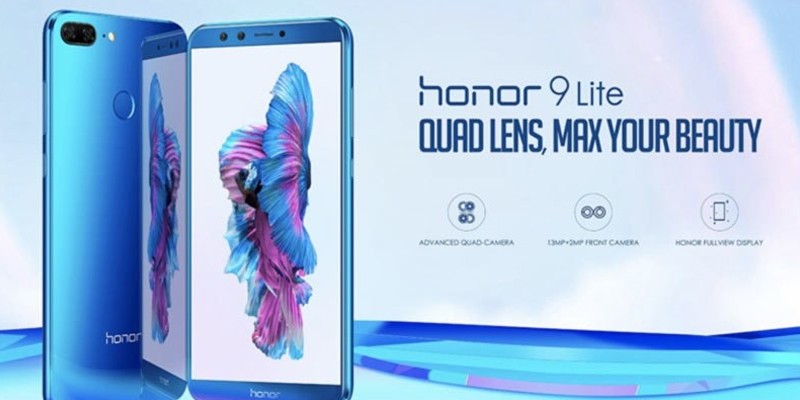 honor 9 Lite
QUAD LENS, MAX YOUR BEAUTY
ADVANCED QUAD-CAMERA
13MP+2MP FRONT CAMERA
HONOR FULLVIEW DISPLAY
honor
honor